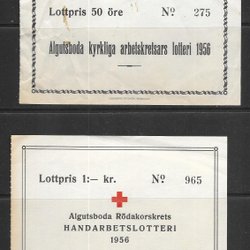 Lottpris 50 öre No 275
Algutsboda kyrkliga arbetskretsars lotteri 1956
Lottpris 1:— kr. No 965
Algutsboda Rödakorskrets
HANDARBETSLOTTERI
1956